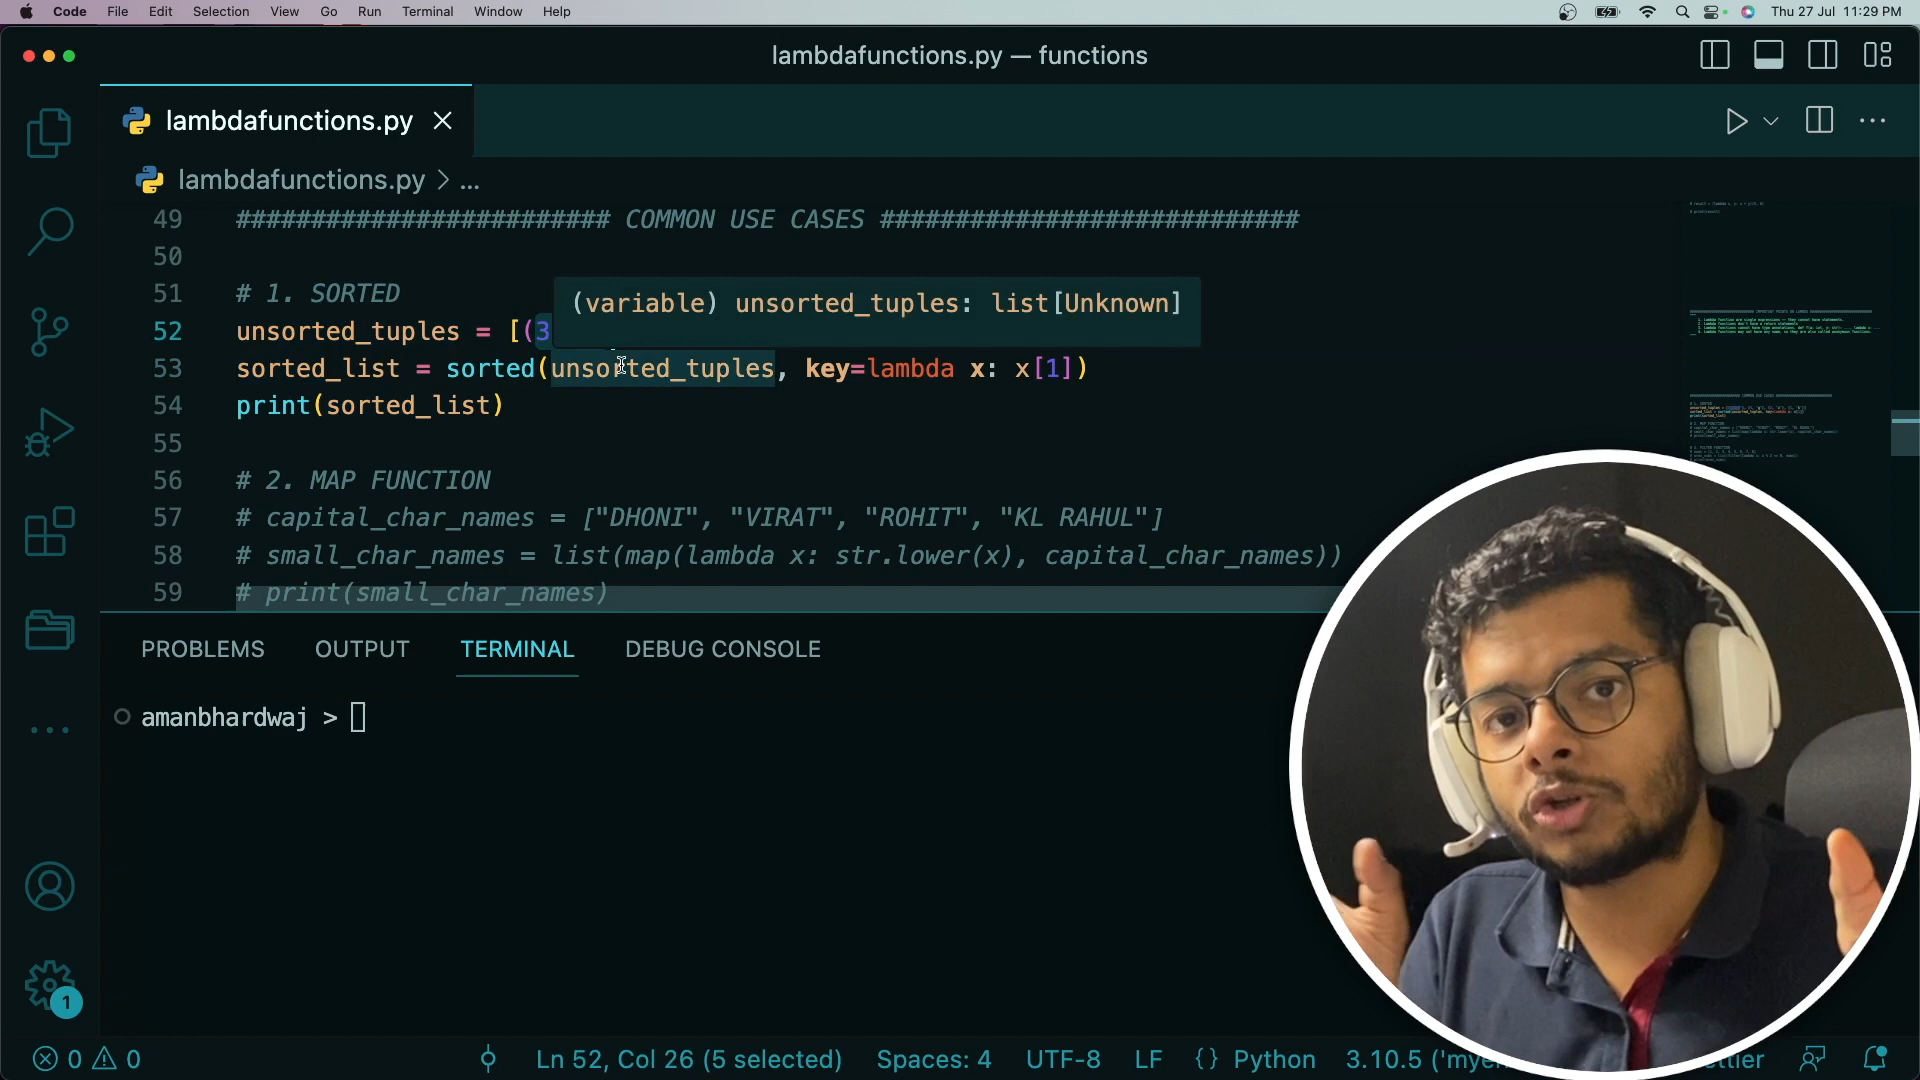 Code File Edit Selection View Go Run Terminal Window Help Thu 27 Jul 11:29 PM
lambdafunctions.py — functions
lambdafunctions.py
lambdafunctions.py > ...
49 ######################### COMMON USE CASES ############################
50
51 # 1. SORTED
(variable) unsorted_tuples: list[Unknown]
52 unsorted_tuples = [(3
53 sorted_list = sorted(unsorted_tuples, key=lambda x: x[1])
54 print(sorted_list)
55
56 # 2. MAP FUNCTION
57 # capital_char_names = ["DHONI", "VIRAT", "ROHIT", "KL RAHUL"]
58 # small_char_names = list(map(lambda x: str.lower(x), capital_char_names))
59 # print(small_char_names)
PROBLEMS OUTPUT TERMINAL DEBUG CONSOLE
amanbhardwaj >
1
0 0 Ln 52, Col 26 (5 selected) Spaces: 4 UTF-8 LF {} Python 3.10.5